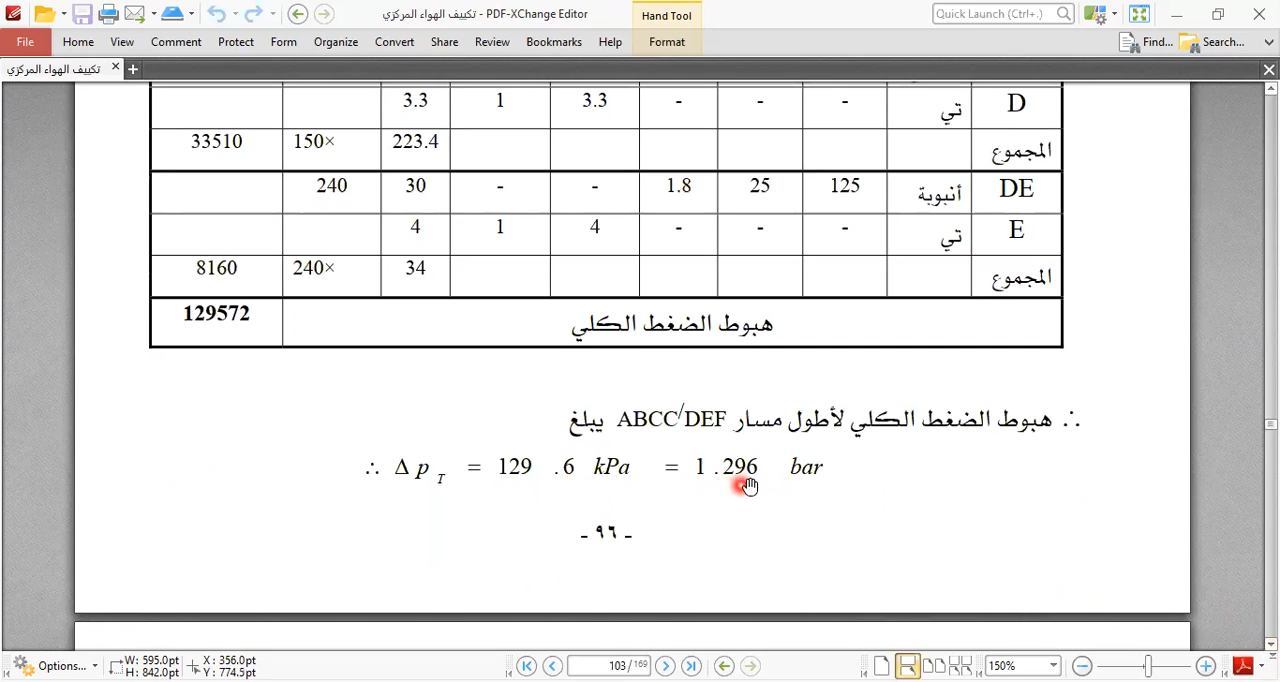 تكييف الهواء المركزي - PDF-XChange Editor
Hand Tool
Quick Launch (Ctrl+.)
File Home View Comment Protect Form Organize Convert Share Review Bookmarks Help Format
Find... Search...
تكييف الهواء المركزي
D تي - - - 3.3 1 3.3
المجموع 223.4 150× 33510
DE أنبوبة 125 25 1.8 - - 30 240
E تي - - - 4 1 4
المجموع 34 240× 8160
هبوط الضغط الكلي 129572
∴ هبوط الضغط الكلي لأطول مسار ABCC/DEF يبلغ
∴ Δ p T = 129 .6 kPa = 1 .296 bar
- ٩٦ -
Options... W: 595.0pt X: 356.0pt
H: 842.0pt Y: 774.5pt
103 / 169
150%